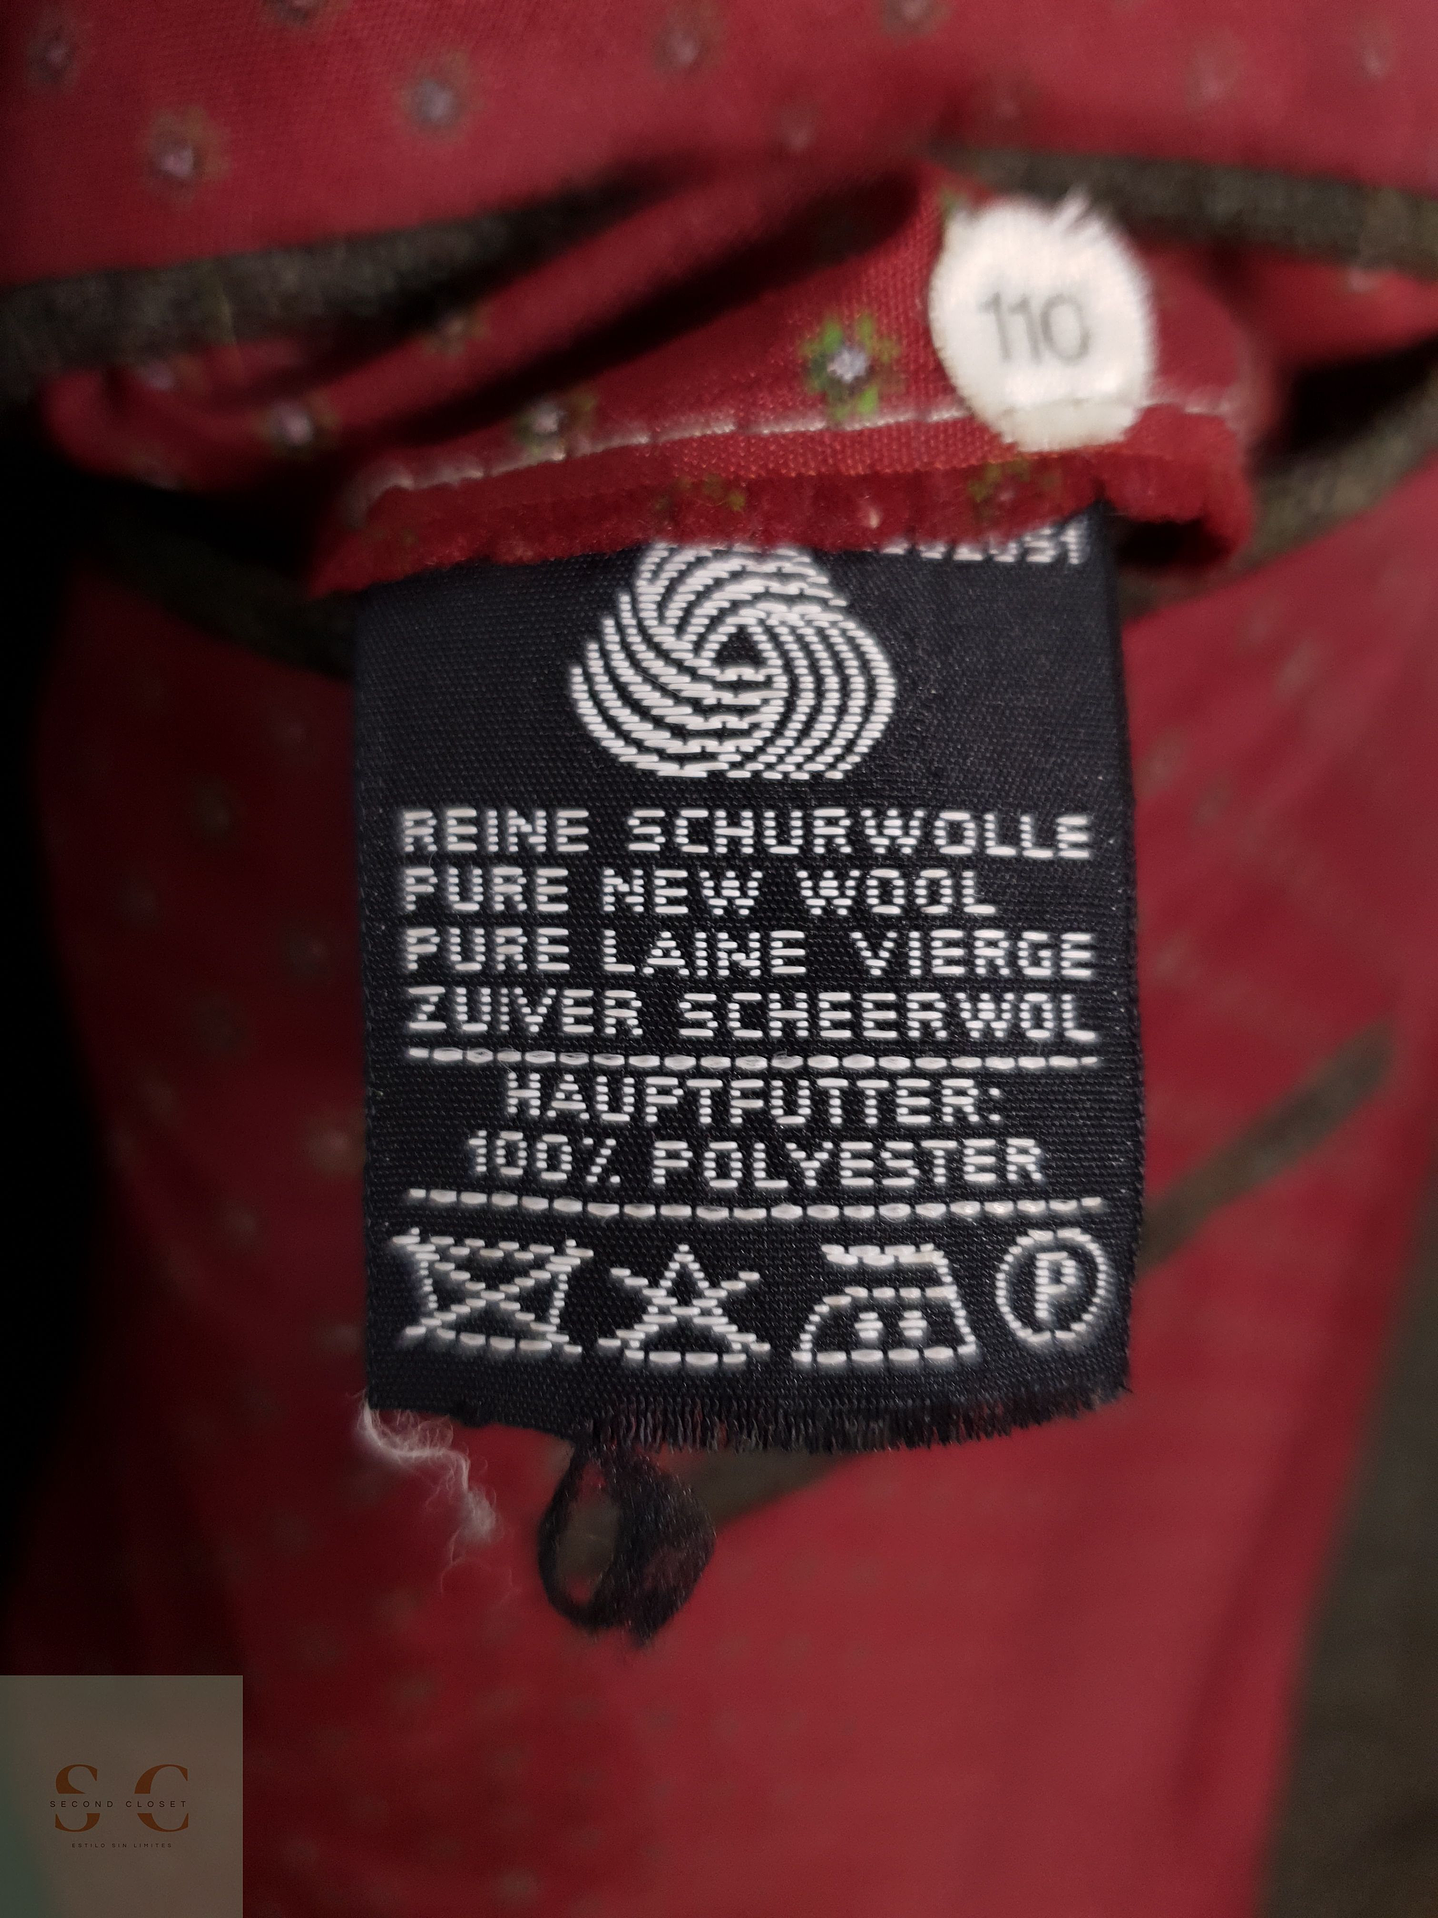 110
REINE SCHURWOLLE
PURE NEW WOOL
PURE LAINE VIERGE
ZUIVER SCHEERWOL
HAUPTFUTTER:
100% POLYESTER
P
S C
SECOND CLOSET
ESTILO SIN LIMITES